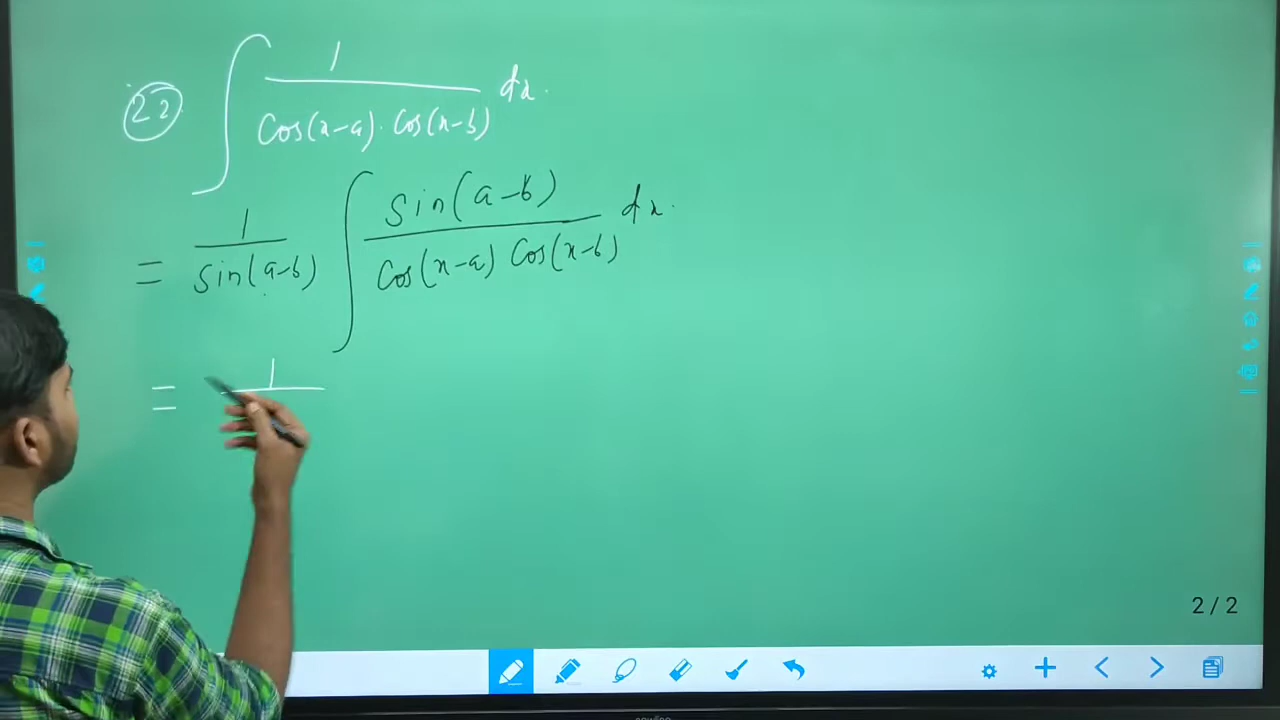 (22) ∫ 1 / cos(x-a). cos(x-b) dx.
= 1 / sin(a-b) ∫ sin(a-b) / cos(x-a) cos(x-b) dx.
= 1
2 / 2